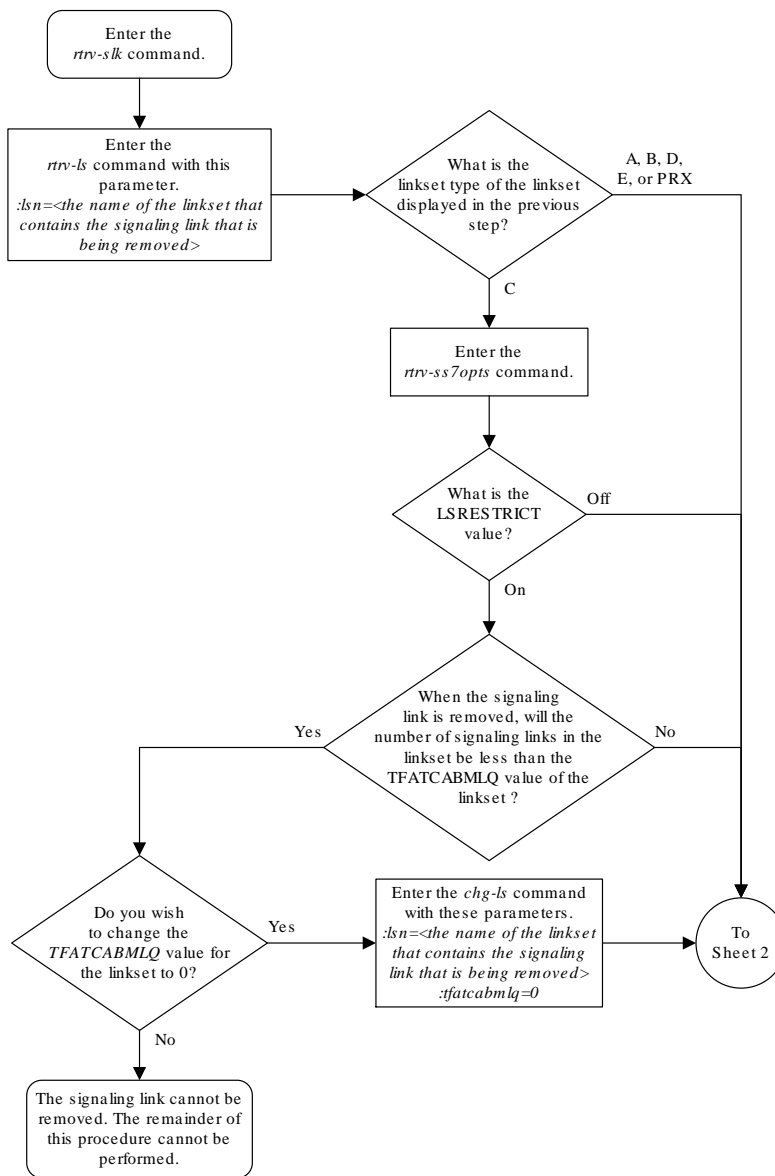 Enter the
rtrv-slk command.
Enter the
rtrv-ls command with this
parameter.
:lsn=<the name of the linkset that
contains the signaling link that is
being removed>
What is the
linkset type of the linkset
displayed in the previous
step?
A, B, D,
E, or PRX
C
Enter the
rtrv-ss7opts command.
What is the
LSRESTRICT
value?
Off
On
When the signaling
link is removed, will the
number of signaling links in the
linkset be less than the
TFATCABMLQ value of the
linkset ?
Yes
No
Do you wish
to change the
TFATCABMLQ value for
the linkset to 0?
Yes
No
Enter the chg-ls command
with these parameters.
:lsn=<the name of the linkset
that contains the signaling
link that is being removed>
:tfatcabmlq=0
To
Sheet 2
The signaling link cannot be
removed. The remainder of
this procedure cannot be
performed.